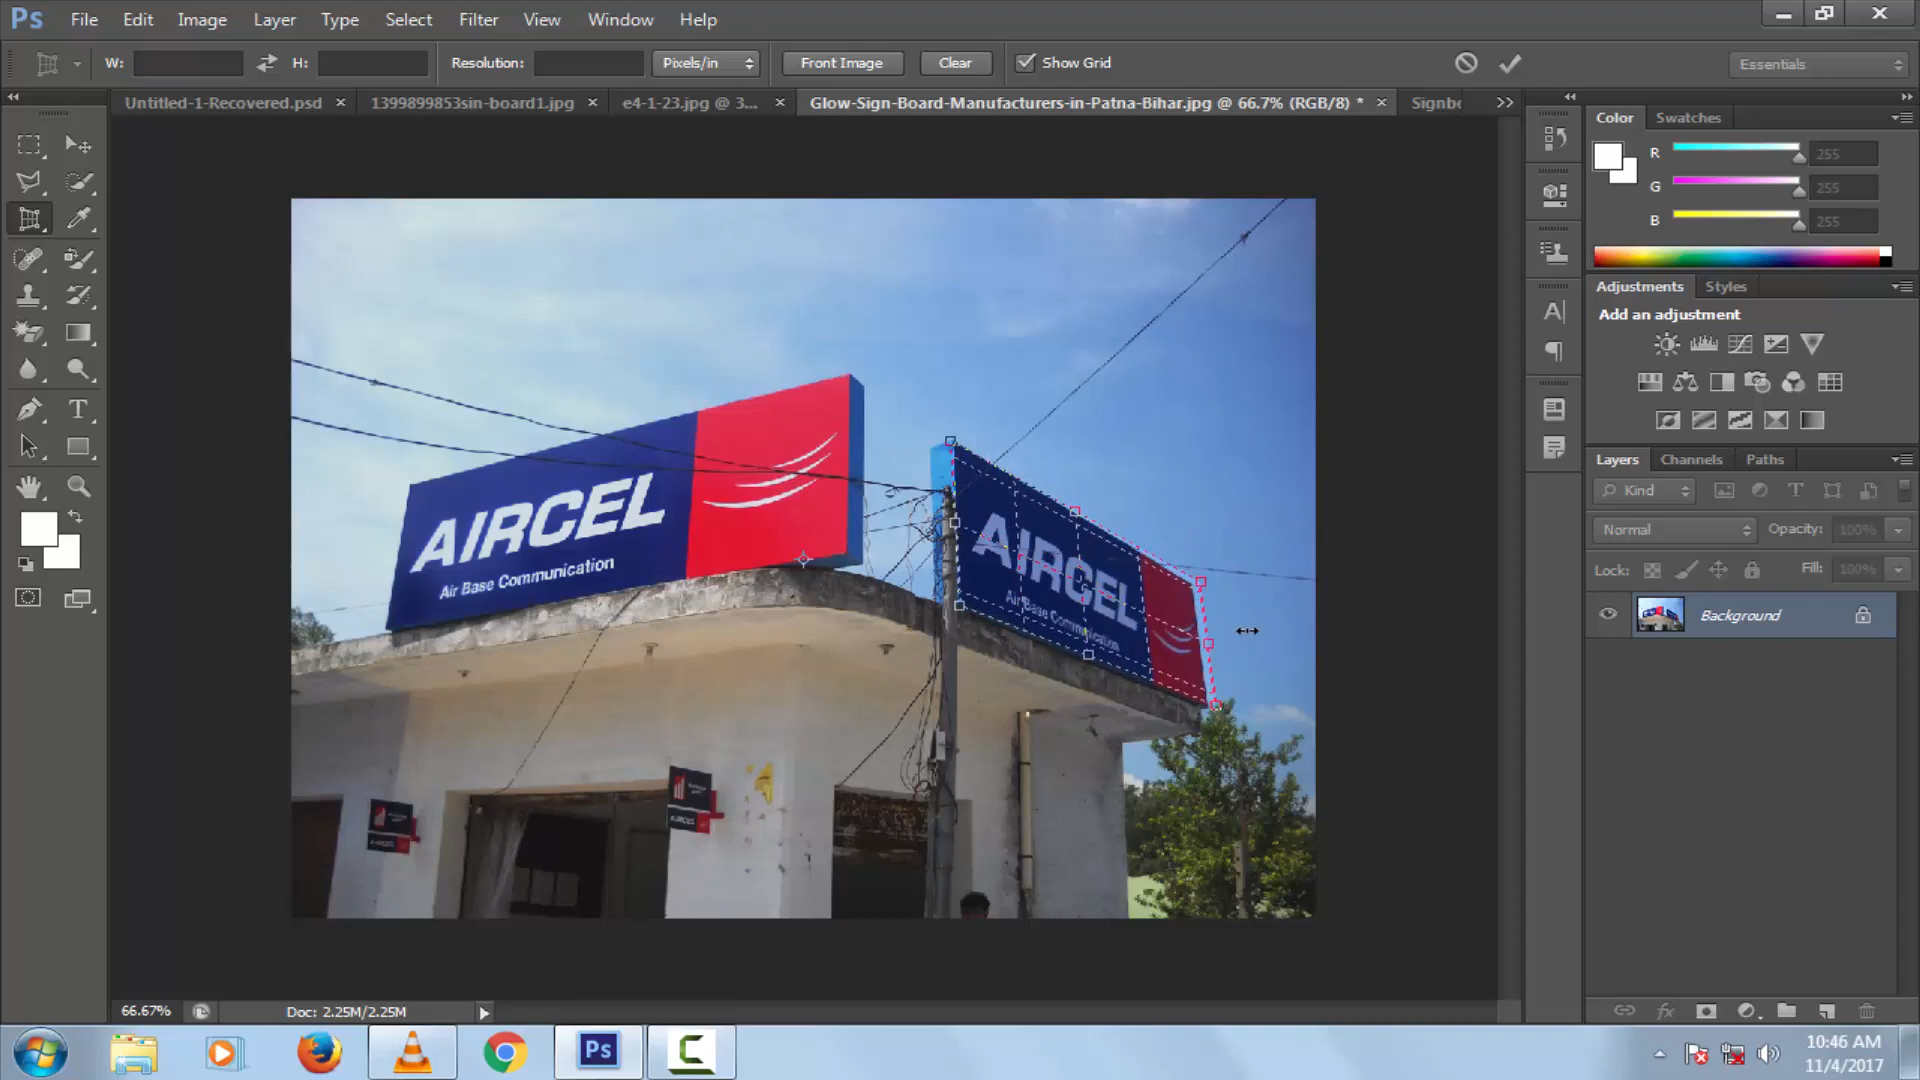 Ps File Edit Image Layer Type Select Filter View Window Help
W: H: Resolution: Pixels/in Front Image Clear Show Grid Essentials
Untitled-1-Recovered.psd 1399899853sin-board1.jpg e4-1-23.jpg @ 3... Glow-Sign-Board-Manufacturers-in-Patna-Bihar.jpg @ 66.7% (RGB/8) * Signb
Color Swatches
R 255
G 255
B 255
Adjustments Styles
Add an adjustment
Layers Channels Paths
Kind
Normal Opacity: 100%
Lock: Fill: 100%
Background
AIRCEL
Air Base Communication
AIRCEL
Air Base Communication
AIRCEL
AIRCEL
66.67% Doc: 2.25M/2.25M
Ps
10:46 AM
11/4/2017